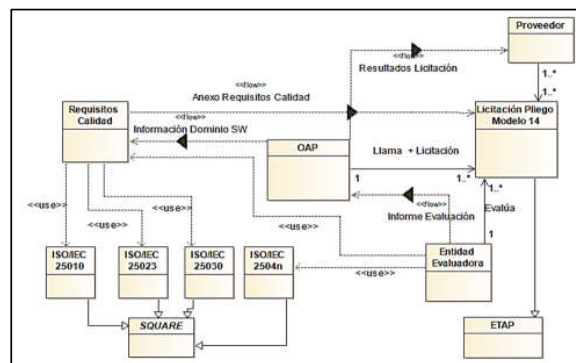 Proveedor
<<flow>>
Resultados Licitación
1..*
1..*
<<flow>>
Anexo Requisitos Calidad
Requisitos
Calidad
<<flow>>
Información Dominio SW
Licitación Pliego
Modelo 14
OAP
Llama + Licitación
1
1..*
1..*
<<flow>>
Informe Evaluación
Evalúa
1
<<use>>
<<use>>
<<use>>
<<use>>
<<use>>
Entidad
Evaluadora
ISO/IEC
25010
ISO/IEC
25023
ISO/IEC
25030
ISO/IEC
2504n
SQUARE
ETAP